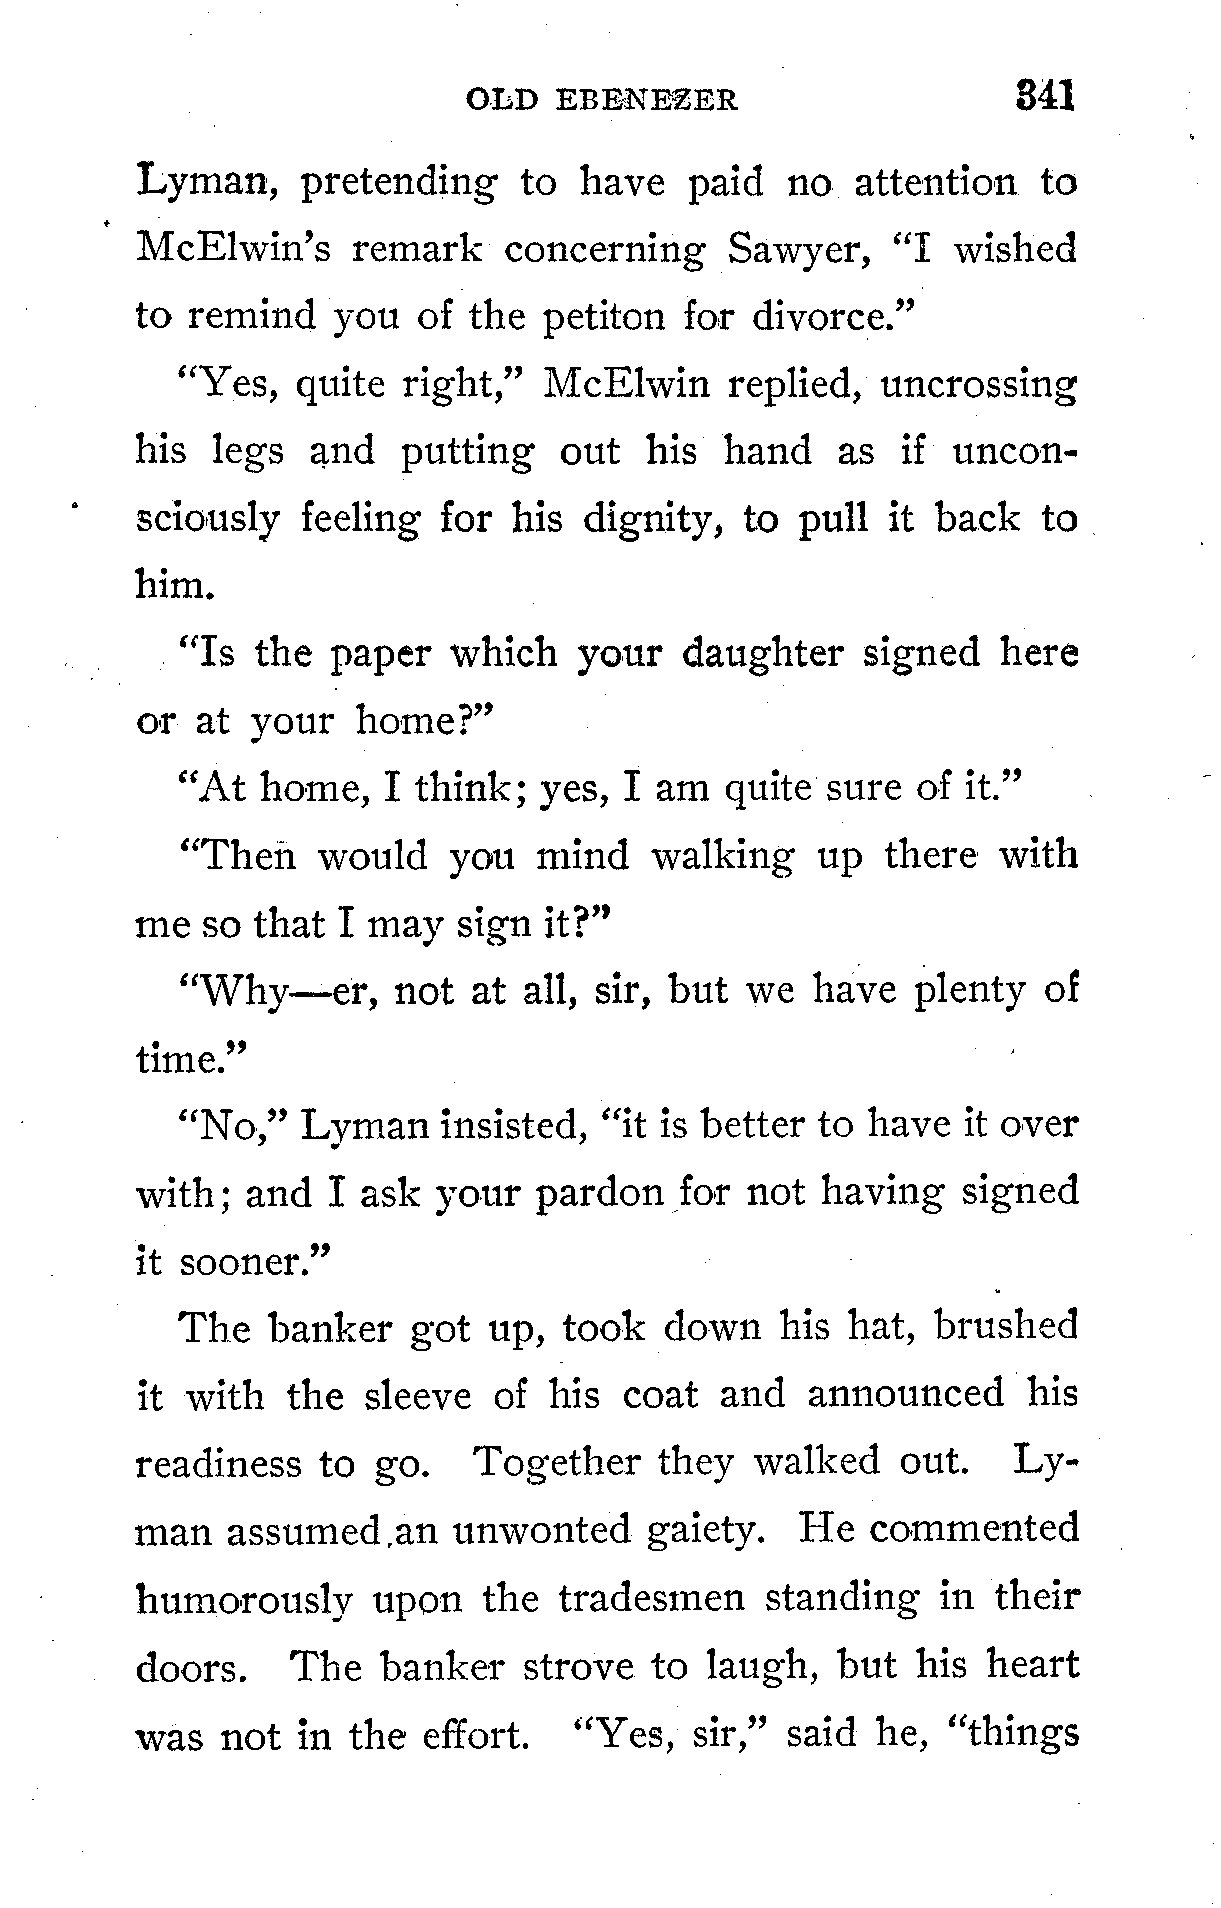 OLD EBENEZER 341
Lyman, pretending to have paid no attention to
McElwin's remark concerning Sawyer, “I wished
to remind you of the petiton for divorce.”
“Yes, quite right,” McElwin replied, uncrossing
his legs and putting out his hand as if uncon-
sciously feeling for his dignity, to pull it back to
him.
“Is the paper which your daughter signed here
or at your home?”
“At home, I think; yes, I am quite sure of it.”
“Then would you mind walking up there with
me so that I may sign it?”
“Why—er, not at all, sir, but we have plenty of
time.”
“No,” Lyman insisted, “it is better to have it over
with; and I ask your pardon for not having signed
it sooner.”
The banker got up, took down his hat, brushed
it with the sleeve of his coat and announced his
readiness to go. Together they walked out. Ly-
man assumed an unwonted gaiety. He commented
humorously upon the tradesmen standing in their
doors. The banker strove to laugh, but his heart
was not in the effort. “Yes, sir,” said he, “things